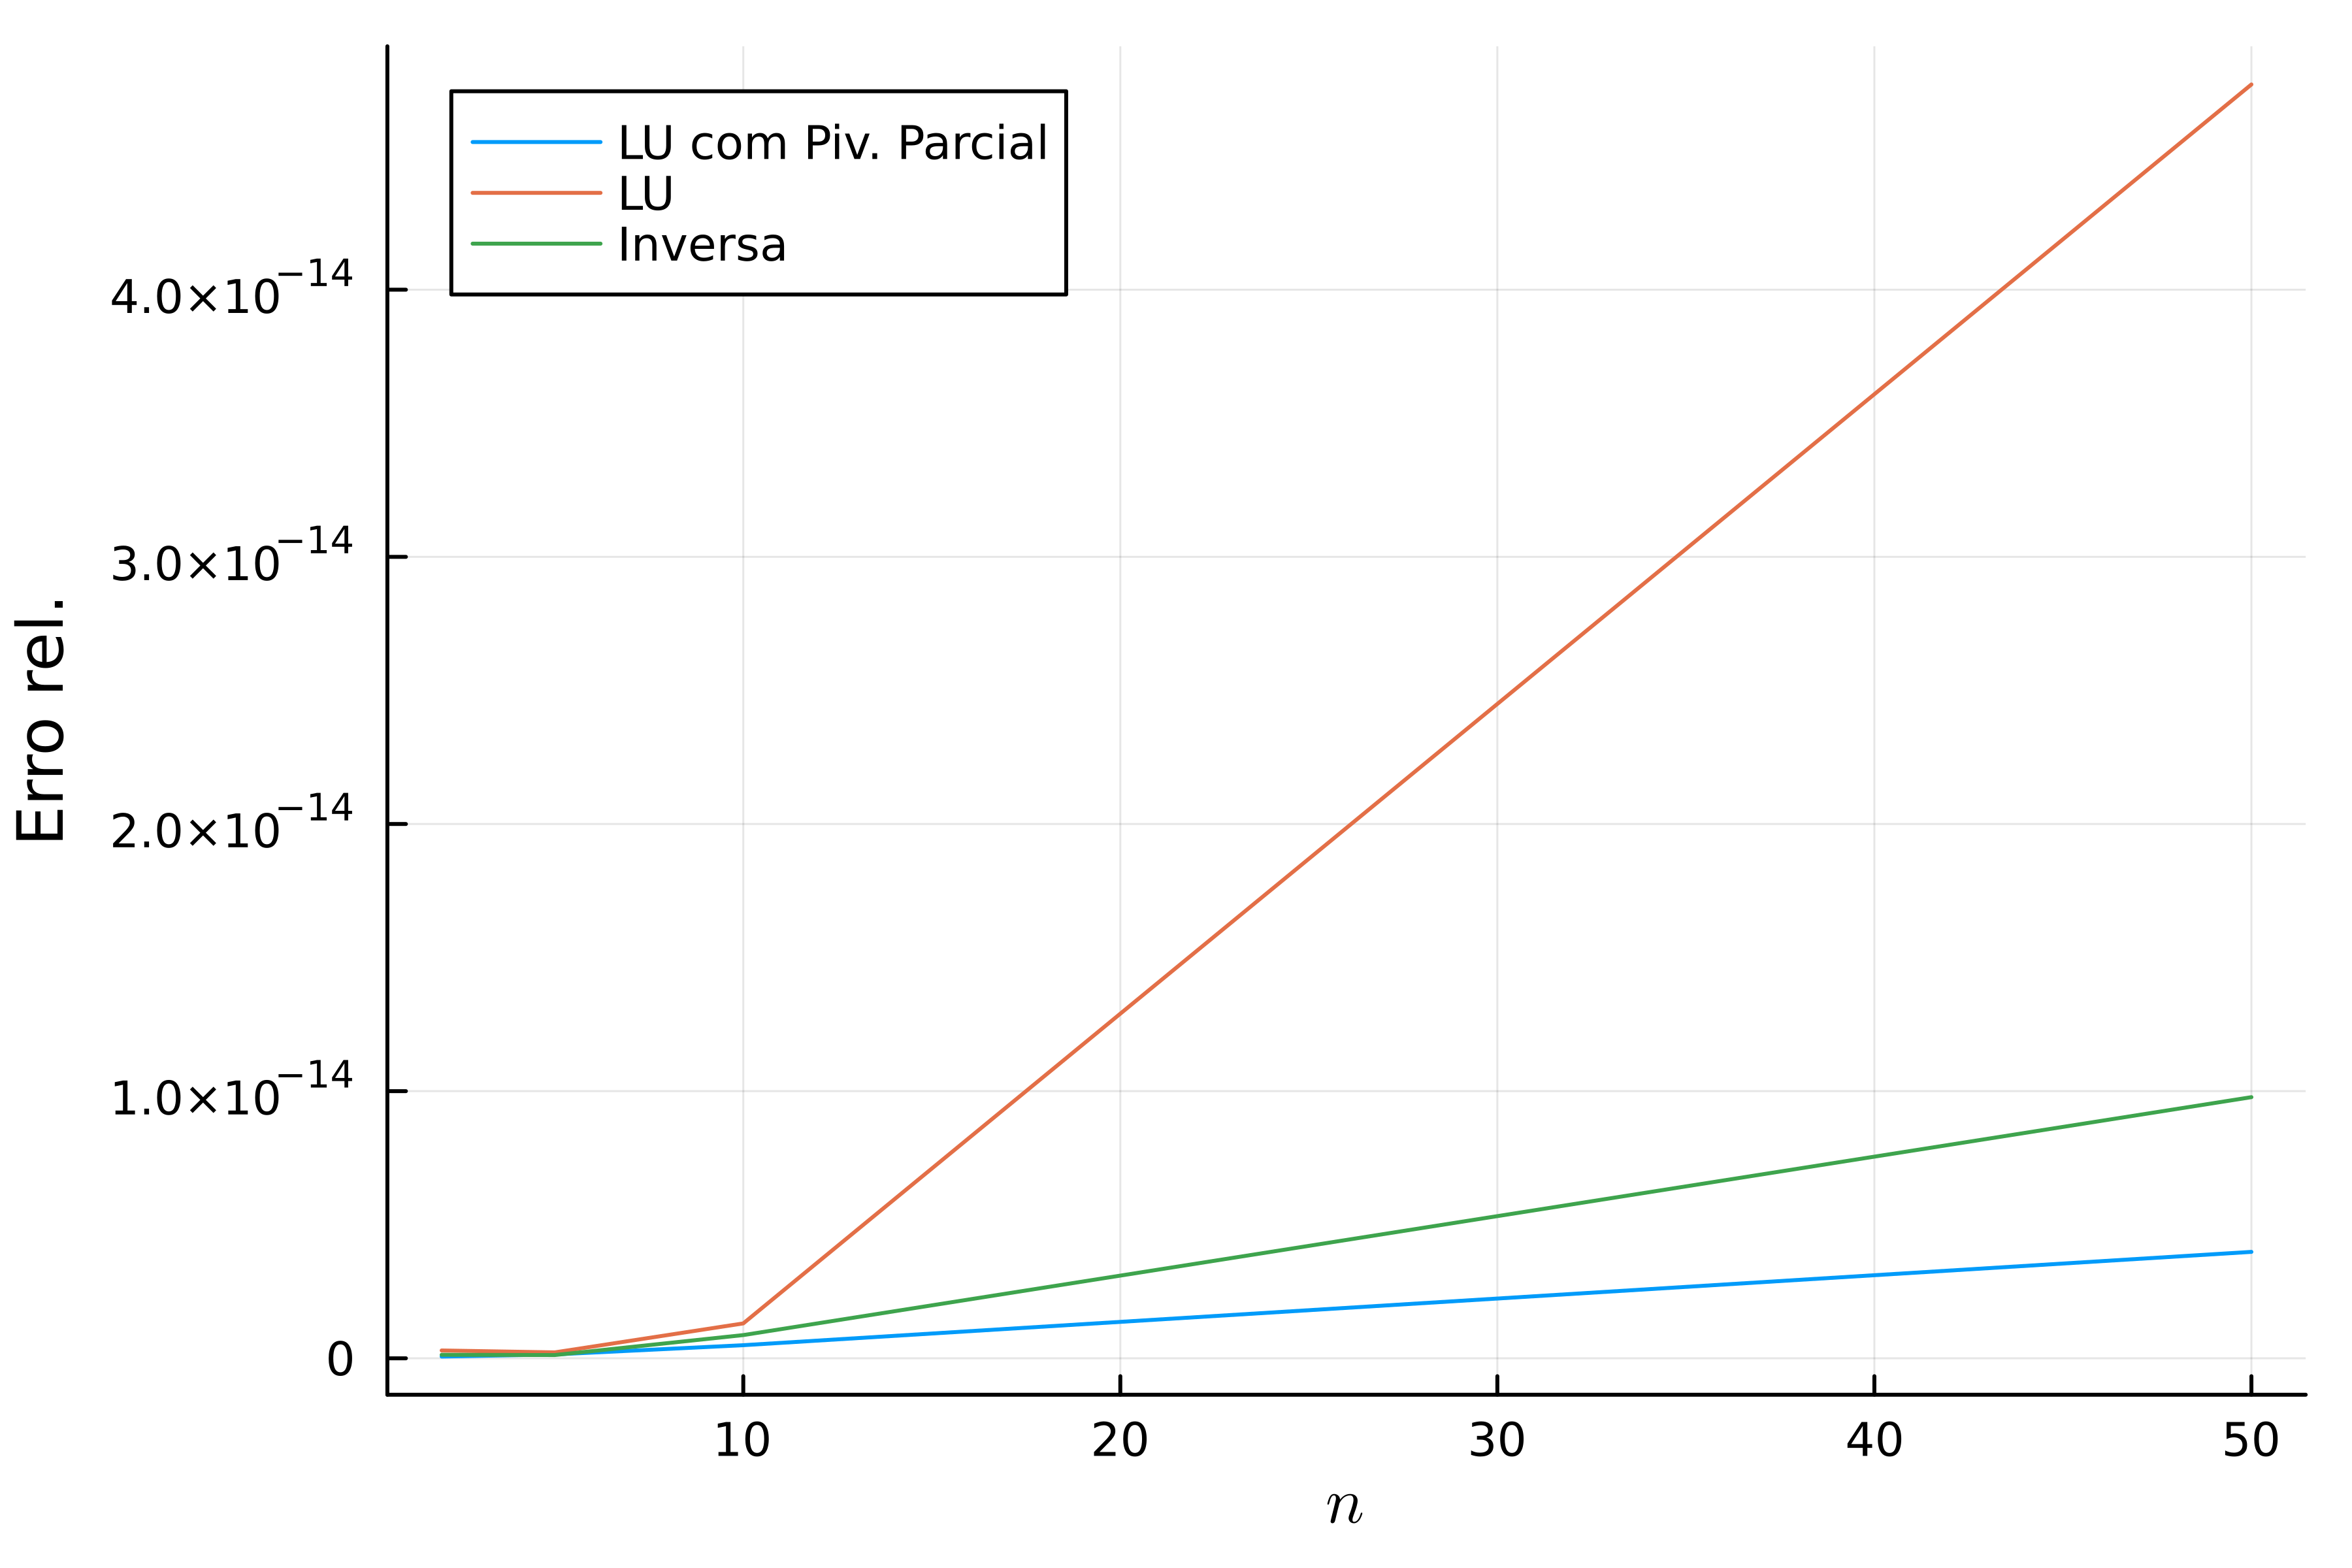 LU com Piv. Parcial
LU
Inversa
4.0×10⁻¹⁴
3.0×10⁻¹⁴
2.0×10⁻¹⁴
1.0×10⁻¹⁴
0
Erro rel.
10 20 30 40 50
n